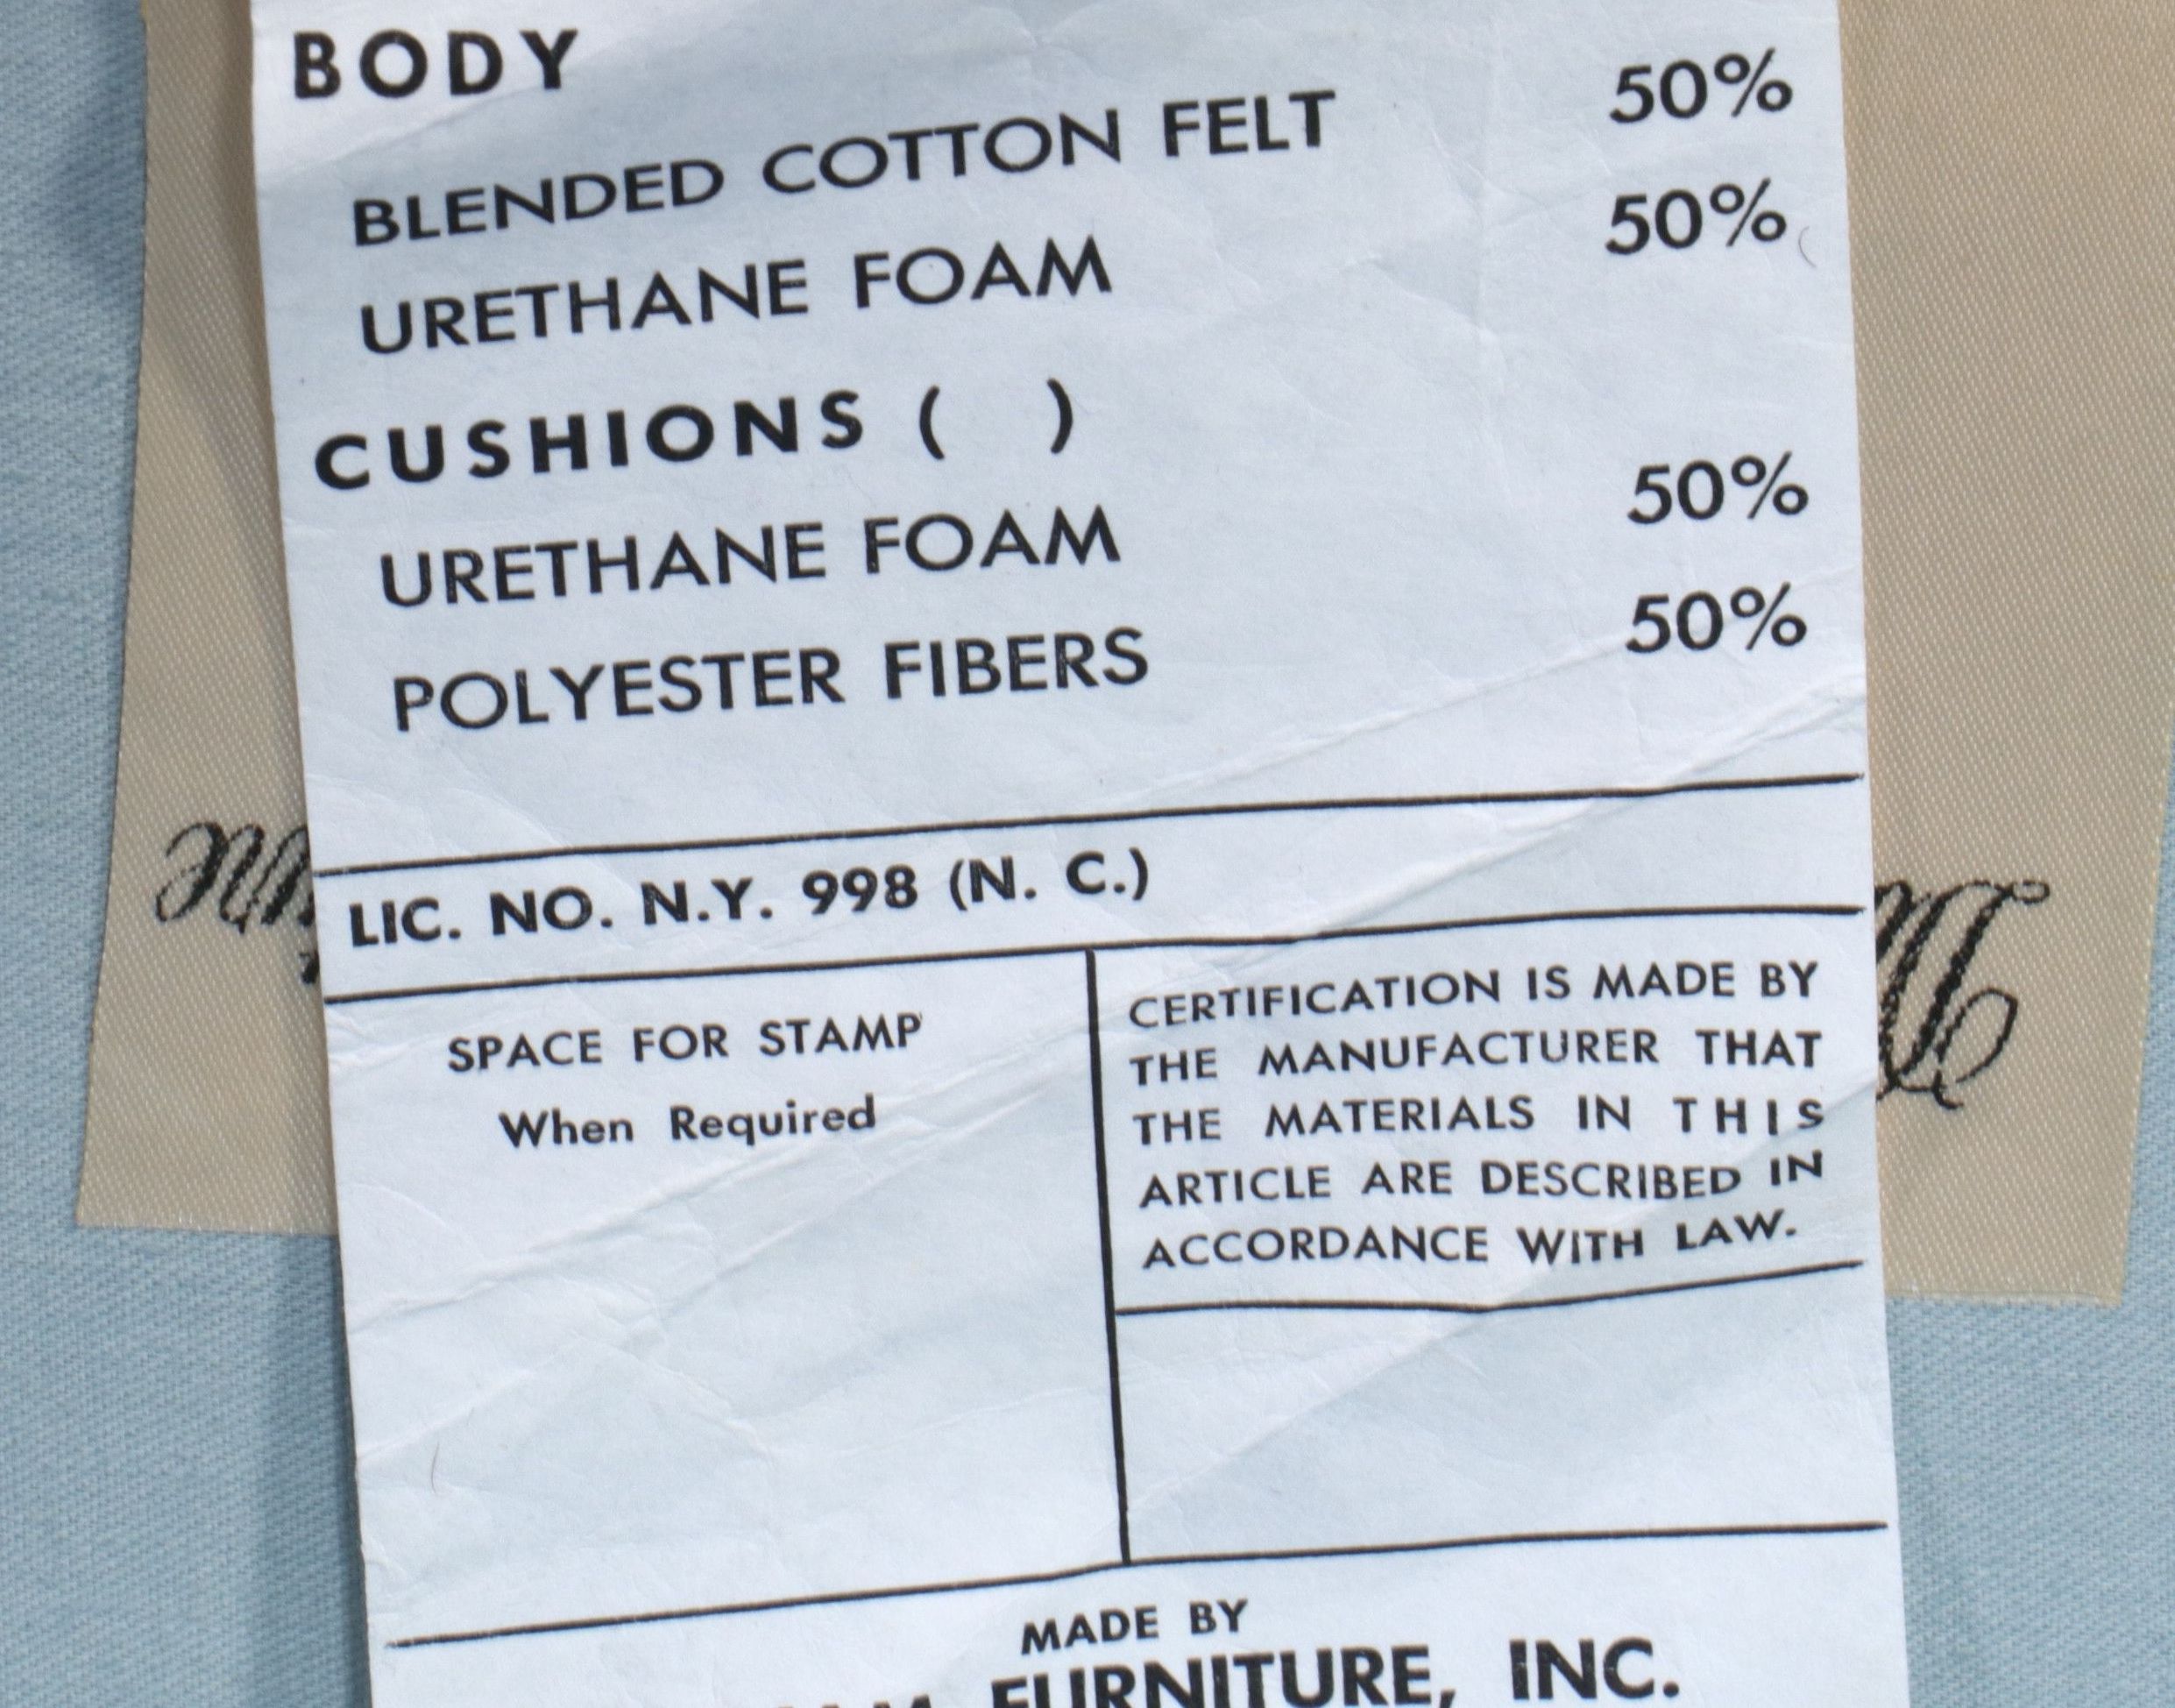 BODY
BLENDED COTTON FELT 50%
URETHANE FOAM 50%
CUSHIONS ( )
URETHANE FOAM 50%
POLYESTER FIBERS 50%
LIC. NO. N.Y. 998 (N. C.)
SPACE FOR STAMP
When Required
CERTIFICATION IS MADE BY
THE MANUFACTURER THAT
THE MATERIALS IN THIS
ARTICLE ARE DESCRIBED IN
ACCORDANCE WITH LAW.
MADE BY
FURNITURE, INC.